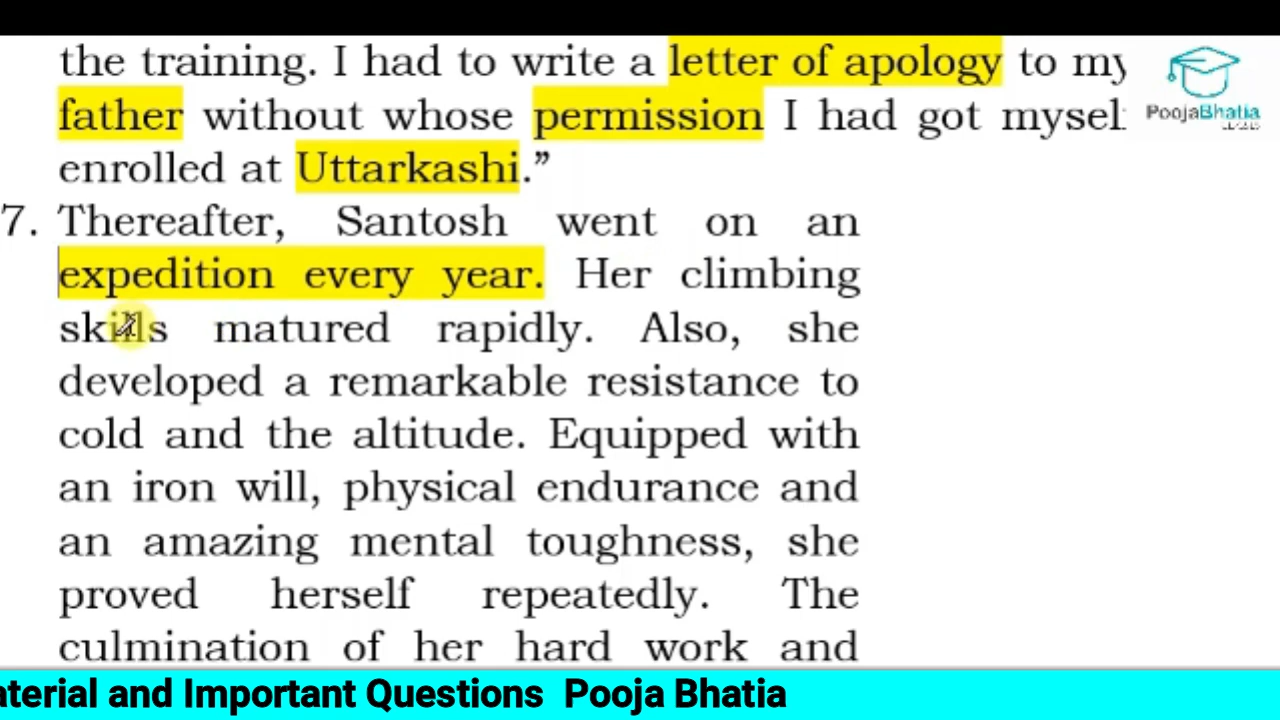 the training. I had to write a letter of apology to my
father without whose permission I had got mysel
enrolled at Uttarkashi.”
7. Thereafter, Santosh went on an
expedition every year. Her climbing
skills matured rapidly. Also, she
developed a remarkable resistance to
cold and the altitude. Equipped with
an iron will, physical endurance and
an amazing mental toughness, she
proved herself repeatedly. The
culmination of her hard work and
PoojaBhatia
aterial and Important Questions Pooja Bhatia